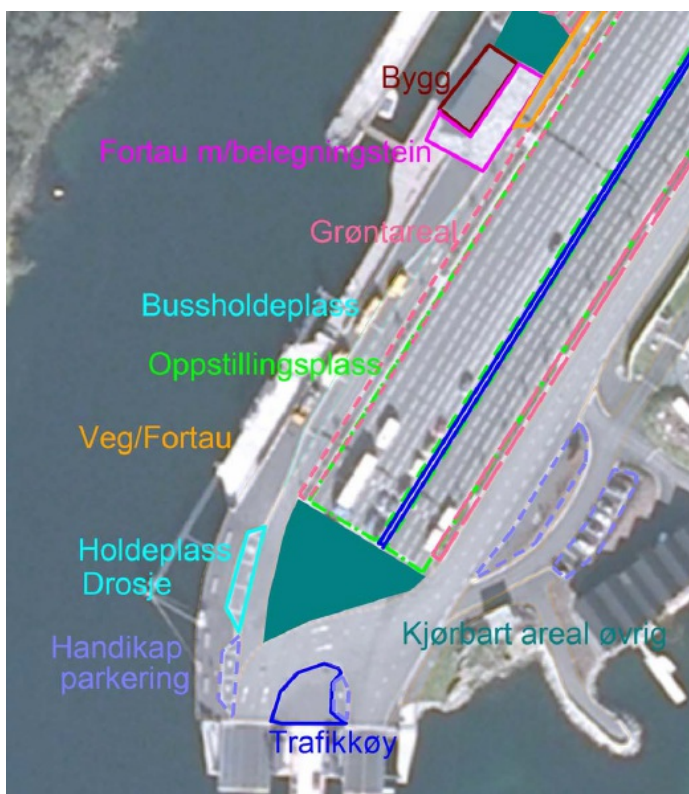 Bygg
Fortau m/belegningstein
Grøntareal
Bussholdeplass
Oppstillingsplass
Veg/Fortau
Holdeplass
Drosje
Kjørbart areal øvrig
Handikap
parkering
Trafikkøy